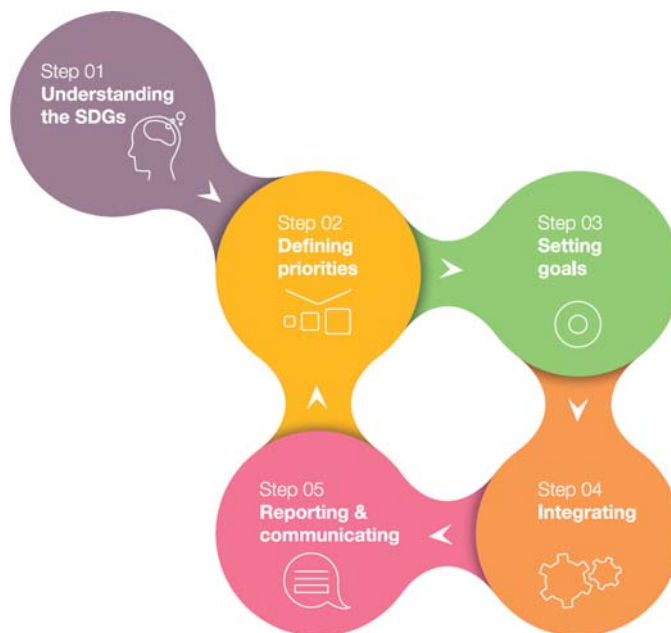 Step 01
Understanding
the SDGs
Step 02
Defining
priorities
Step 03
Setting
goals
Step 04
Integrating
Step 05
Reporting &
communicating